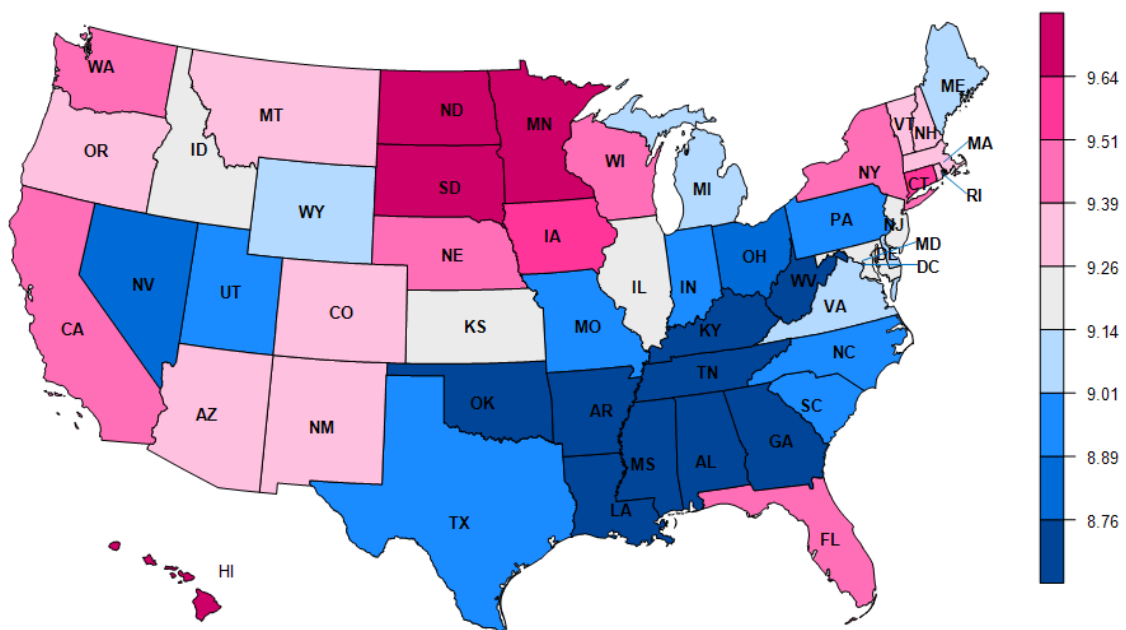 WA
MT
ND
MN
ME
VT
NH
OR
ID
SD
WI
MI
NY
MA
CT
RI
WY
IA
NE
PA
NJ
MD
DE
DC
NV
UT
CO
KS
IL
IN
OH
WV
VA
CA
MO
KY
NC
AZ
NM
OK
AR
TN
SC
MS
AL
GA
TX
LA
FL
HI
9.64
9.51
9.39
9.26
9.14
9.01
8.89
8.76